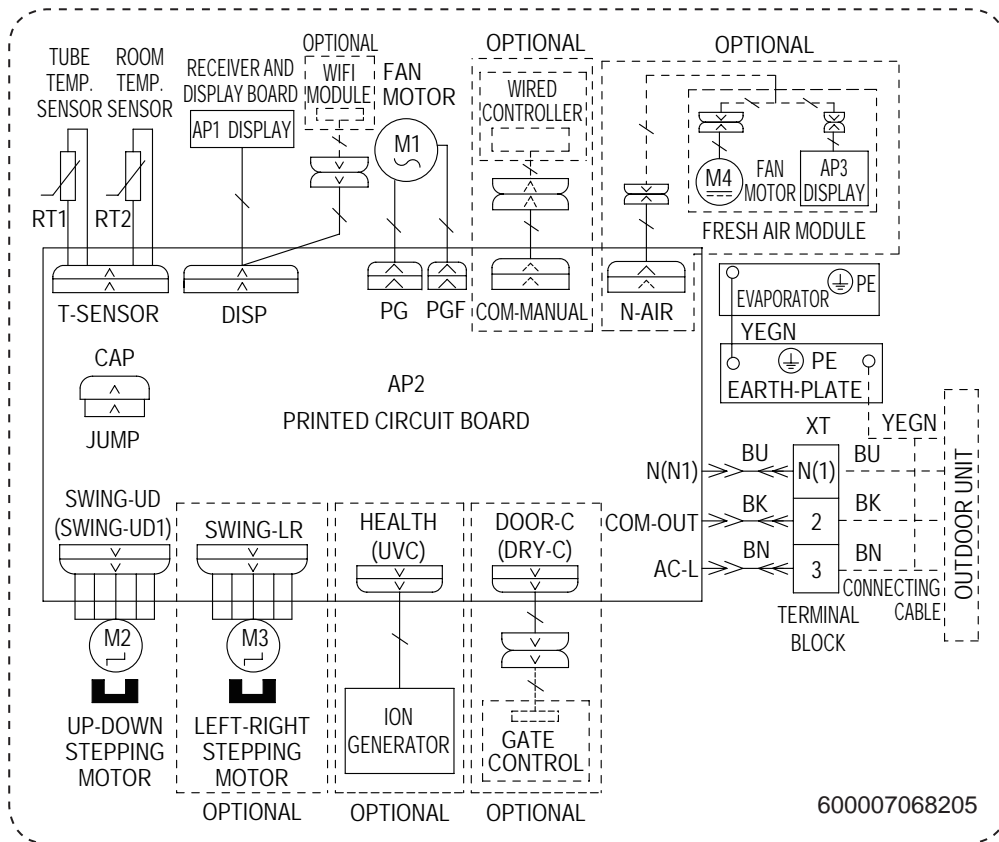 TUBE
TEMP.
SENSOR
ROOM
TEMP.
SENSOR
RECEIVER AND
DISPLAY BOARD
AP1 DISPLAY
OPTIONAL
WIFI
MODULE
FAN
MOTOR
M1
OPTIONAL
WIRED
CONTROLLER
OPTIONAL
M4
FAN
MOTOR
AP3
DISPLAY
FRESH AIR MODULE
RT1
RT2
T-SENSOR
DISP
PG
PGF
COM-MANUAL
N-AIR
EVAPORATOR
PE
YEGN
PE
EARTH-PLATE
CAP
JUMP
AP2
PRINTED CIRCUIT BOARD
XT
YEGN
N(N1)
BU
N(1)
BU
COM-OUT
BK
2
BK
AC-L
BN
3
BN
TERMINAL
BLOCK
CONNECTING
CABLE
OUTDOOR UNIT
SWING-UD
(SWING-UD1)
SWING-LR
HEALTH
(UVC)
DOOR-C
(DRY-C)
M2
M3
UP-DOWN
STEPPING
MOTOR
LEFT-RIGHT
STEPPING
MOTOR
ION
GENERATOR
GATE
CONTROL
OPTIONAL
OPTIONAL
OPTIONAL
600007068205